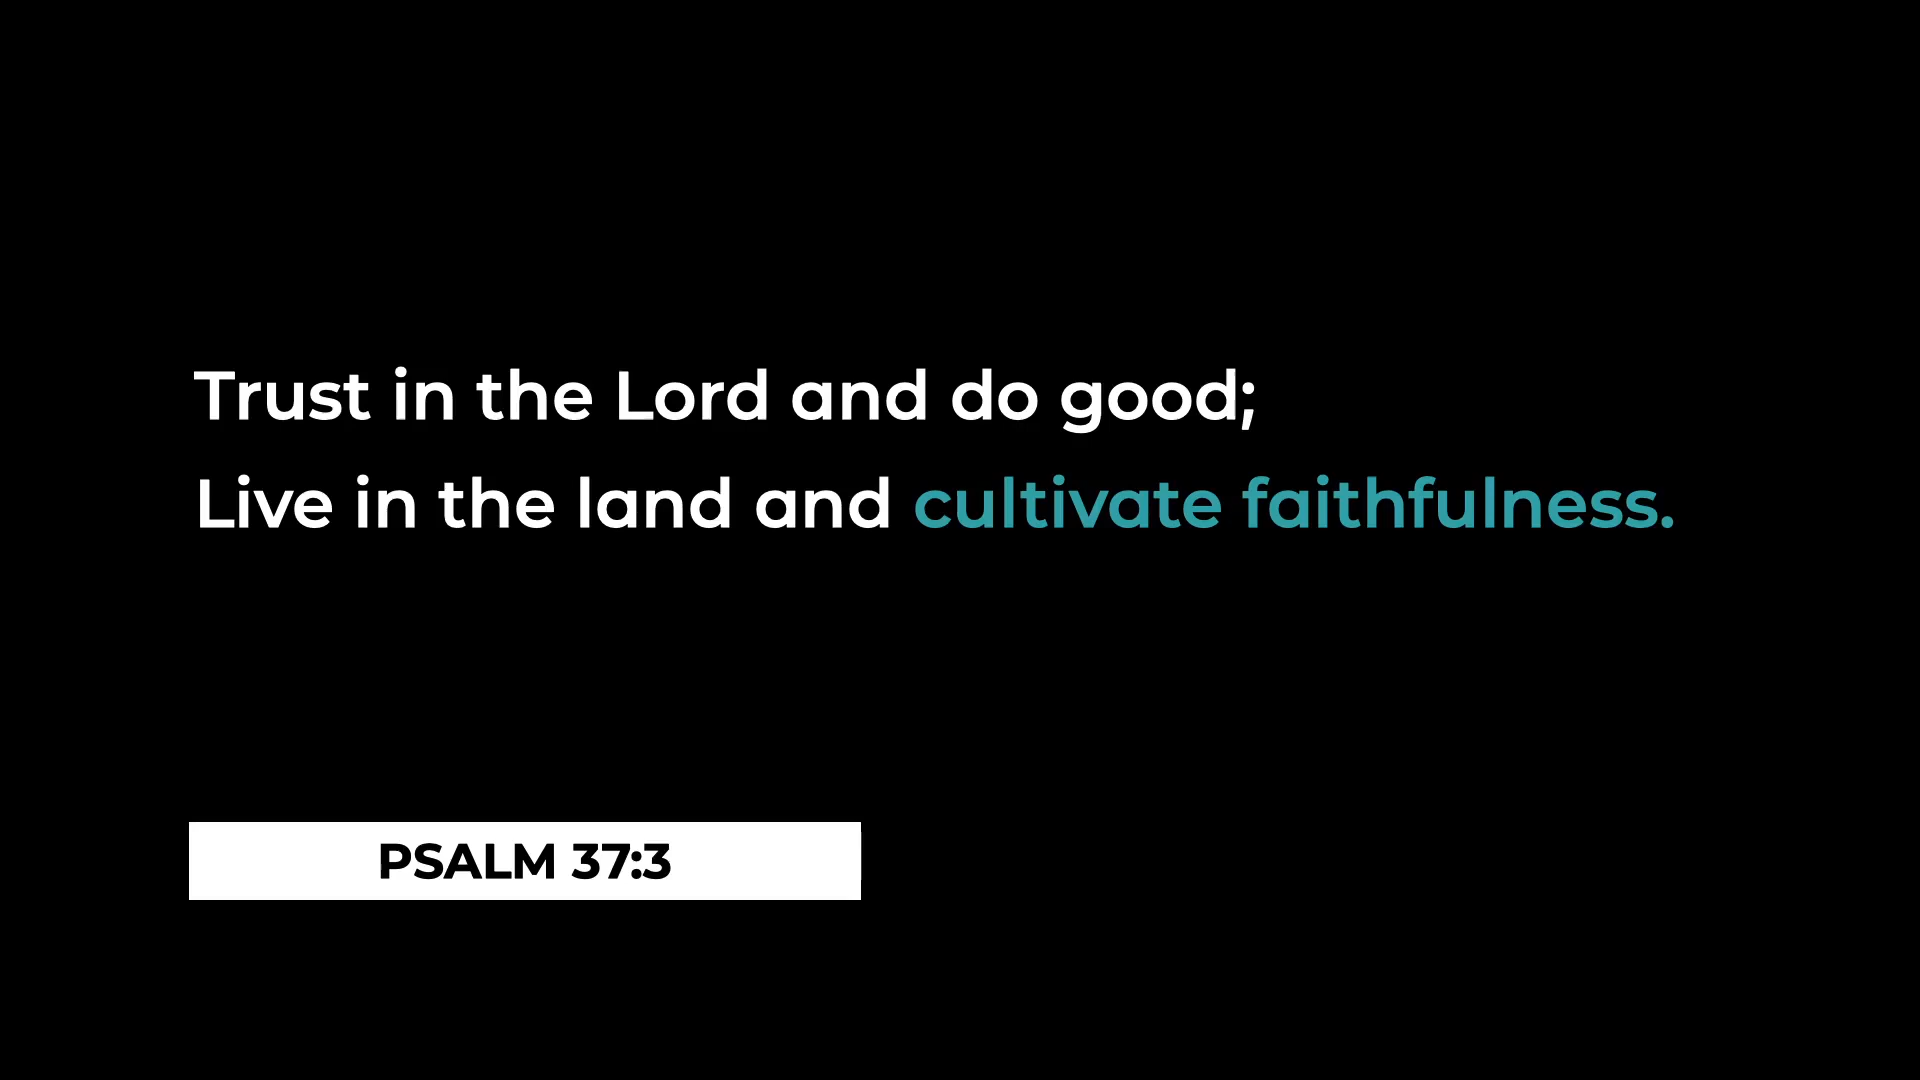 Trust in the Lord and do good;
Live in the land and cultivate faithfulness.
PSALM 37:3